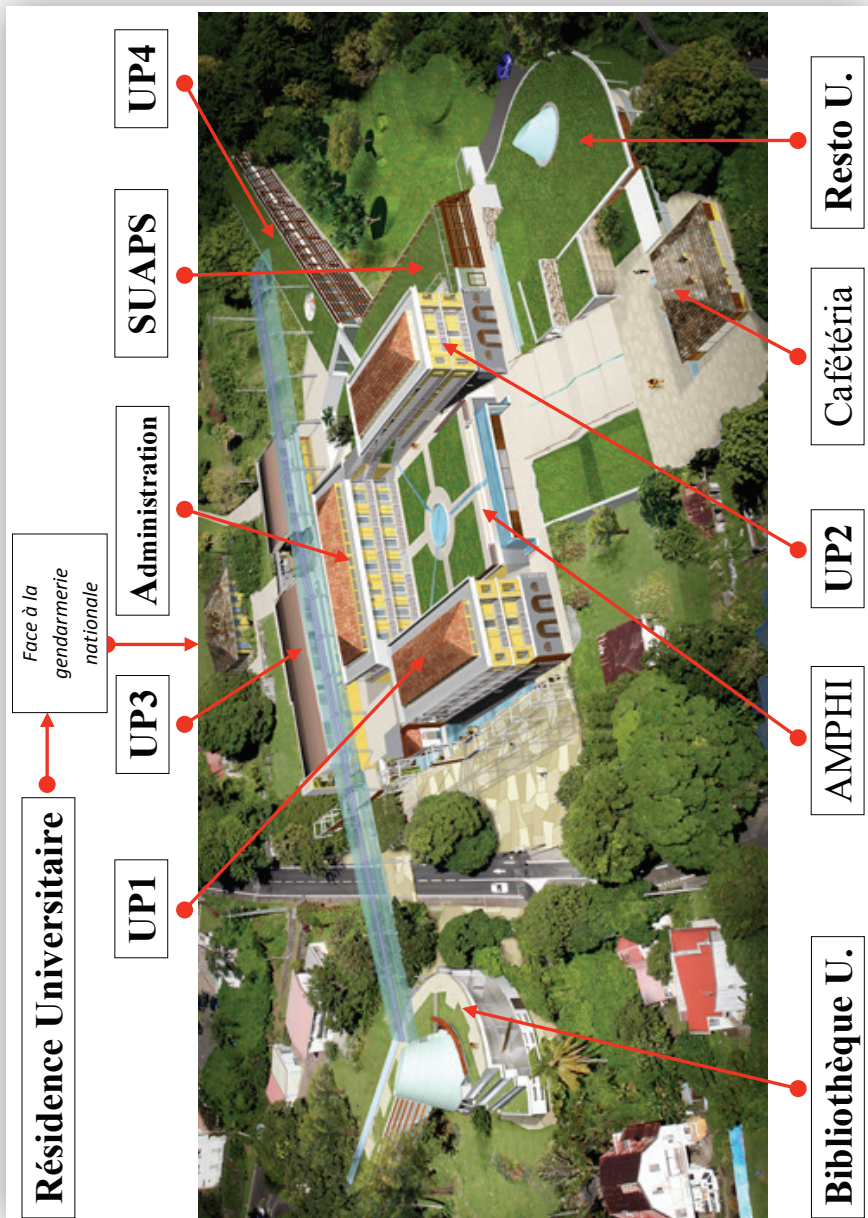 Résidence Universitaire
Face à la
gendarmerie
nationale
UP1
UP3
Administration
SUAPS
UP4
Bibliothèque U.
AMPHI
UP2
Cafétéria
Resto U.